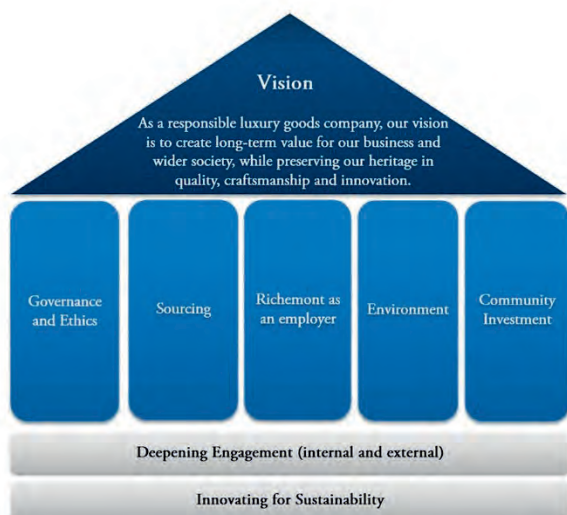 Vision
As a responsible luxury goods company, our vision
is to create long-term value for our business and
wider society, while preserving our heritage in
quality, craftsmanship and innovation.
Governance
and Ethics
Sourcing
Richemont as
an employer
Environment
Community
Investment
Deepening Engagement (internal and external)
Innovating for Sustainability